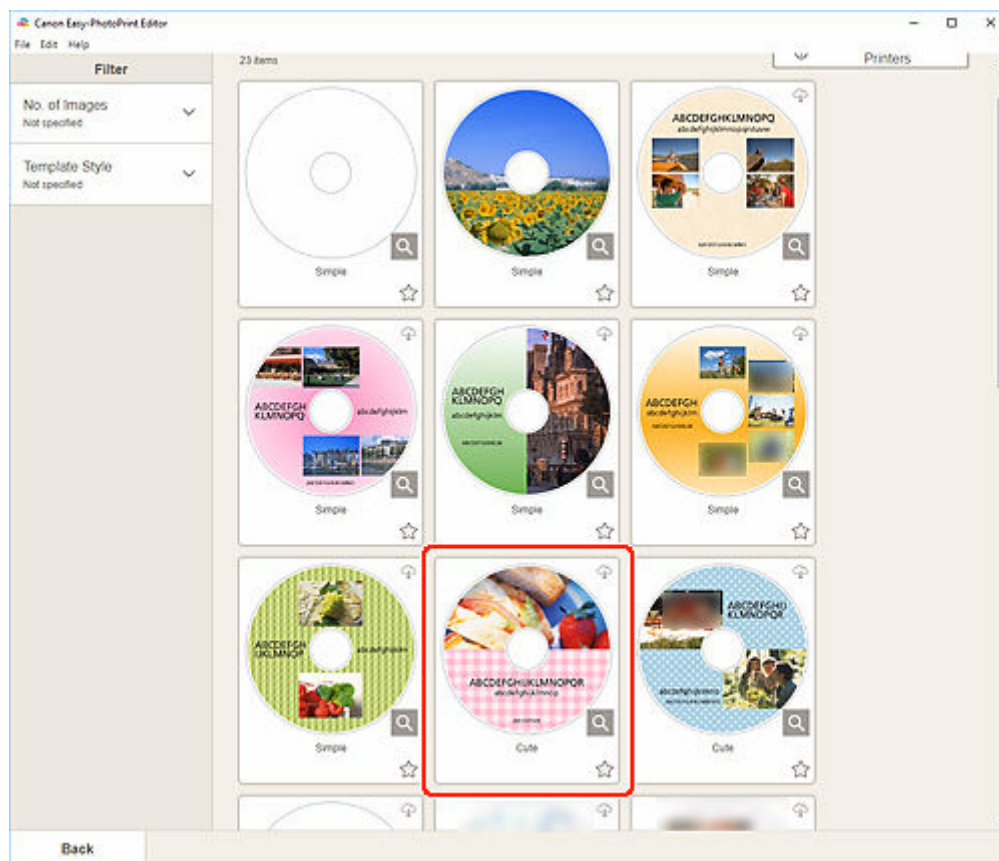 Canon Easy-PhotoPrint Editor
File Edit Help
Filter
23 items
Printers
No. of Images
Not specified
Template Style
Not specified
ABCDEFGHKLMNOPQ
Simple
Simple
Simple
ABCDEFGH
KLMNOPQ
abcdefghijklm
Simple
ABCDEFGH
KLMNOPQ
abcdefghijklm
Simple
ABCDEFGH
abcdefghijklm
Simple
ABCDEFGH
IJKLMNOP
abcdefghijklm
Simple
ABCDEFGHIJKLMNOPQR
abcdefghijklmnop
Cute
ABCDEFGHIJ
KLMNOPQR
Cute
Back